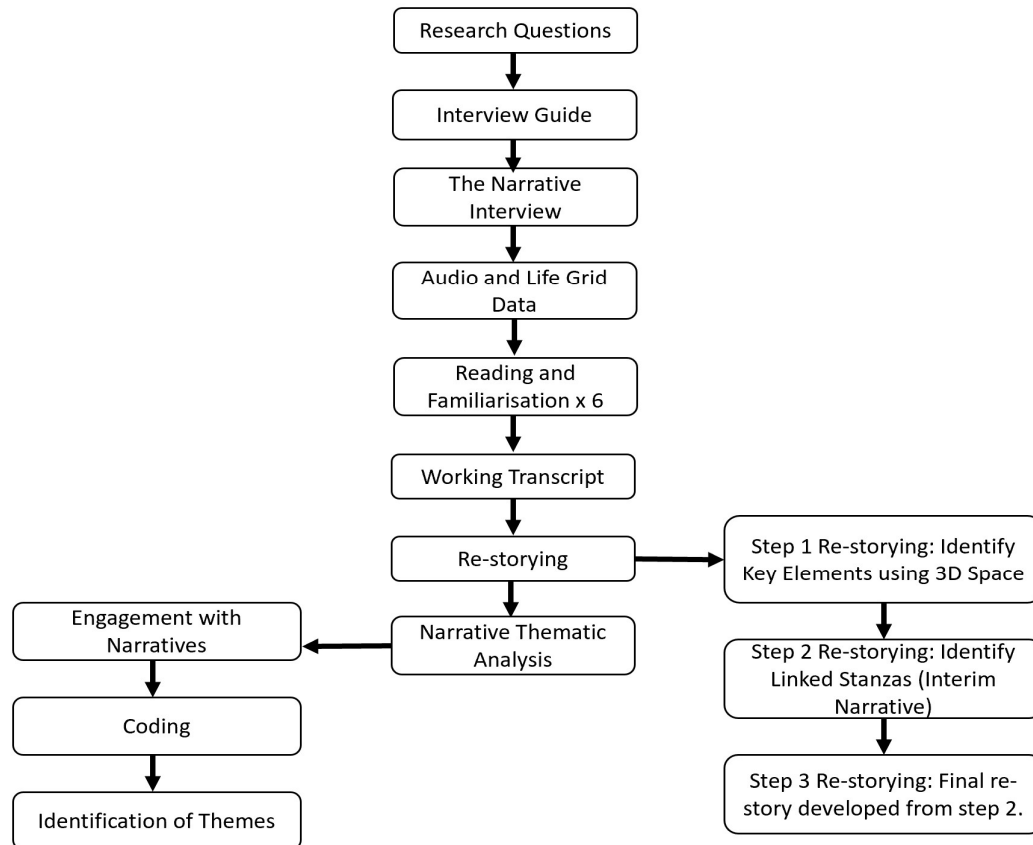 Research Questions
Interview Guide
The Narrative
Interview
Audio and Life Grid
Data
Reading and
Familiarisation x 6
Working Transcript
Re-storying
Step 1 Re-storying: Identify
Key Elements using 3D Space
Step 2 Re-storying: Identify
Linked Stanzas (Interim
Narrative)
Step 3 Re-storying: Final re-
story developed from step 2.
Narrative Thematic
Analysis
Engagement with
Narratives
Coding
Identification of Themes